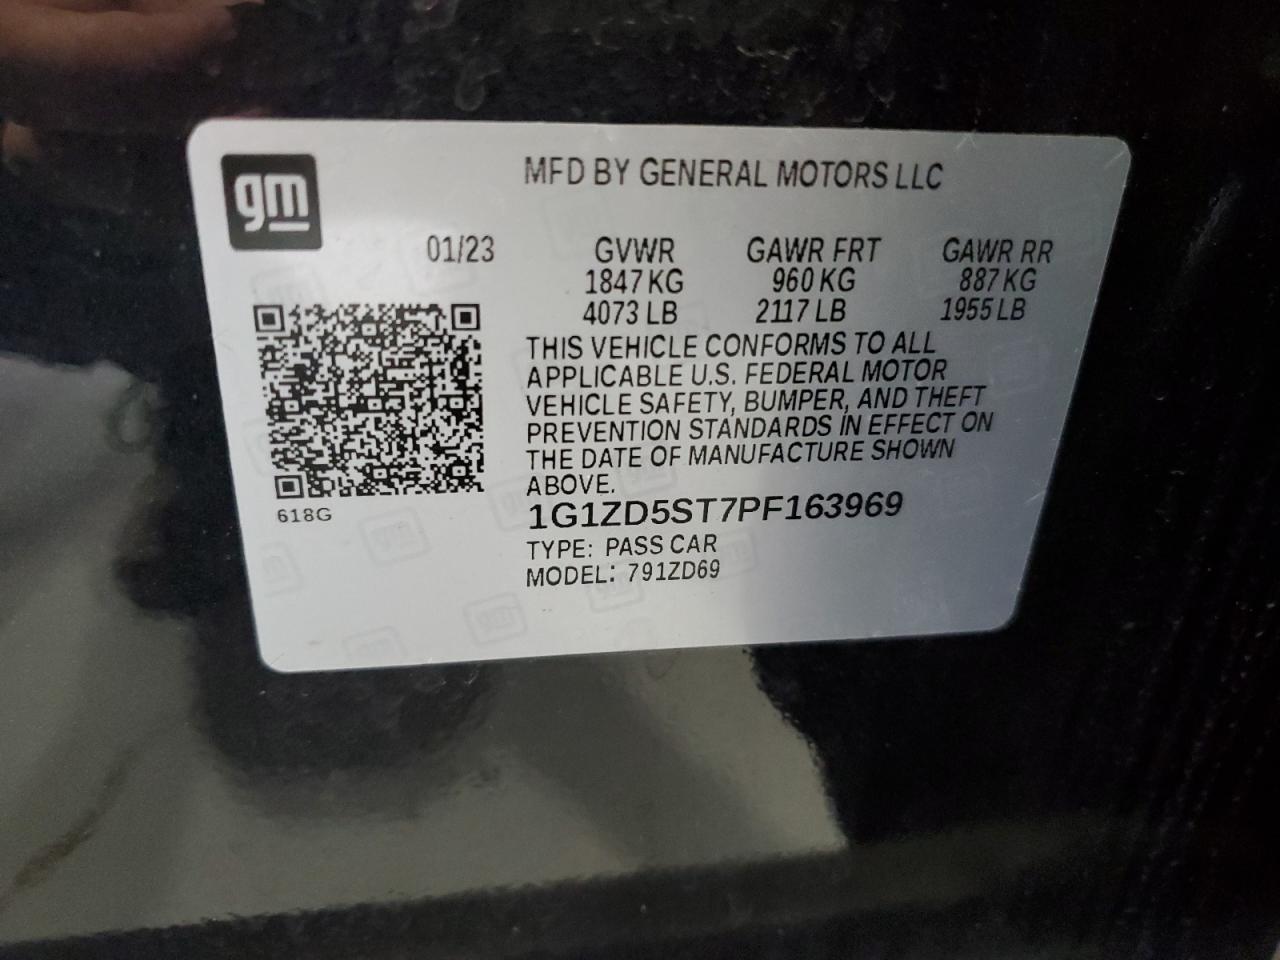 gm
MFD BY GENERAL MOTORS LLC
01/23 GVWR GAWR FRT GAWR RR
1847 KG 960 KG 887 KG
4073 LB 2117 LB 1955 LB
THIS VEHICLE CONFORMS TO ALL
APPLICABLE U.S. FEDERAL MOTOR
VEHICLE SAFETY, BUMPER, AND THEFT
PREVENTION STANDARDS IN EFFECT ON
THE DATE OF MANUFACTURE SHOWN
ABOVE.
618G
1G1ZD5ST7PF163969
TYPE: PASS CAR
MODEL: 791ZD69